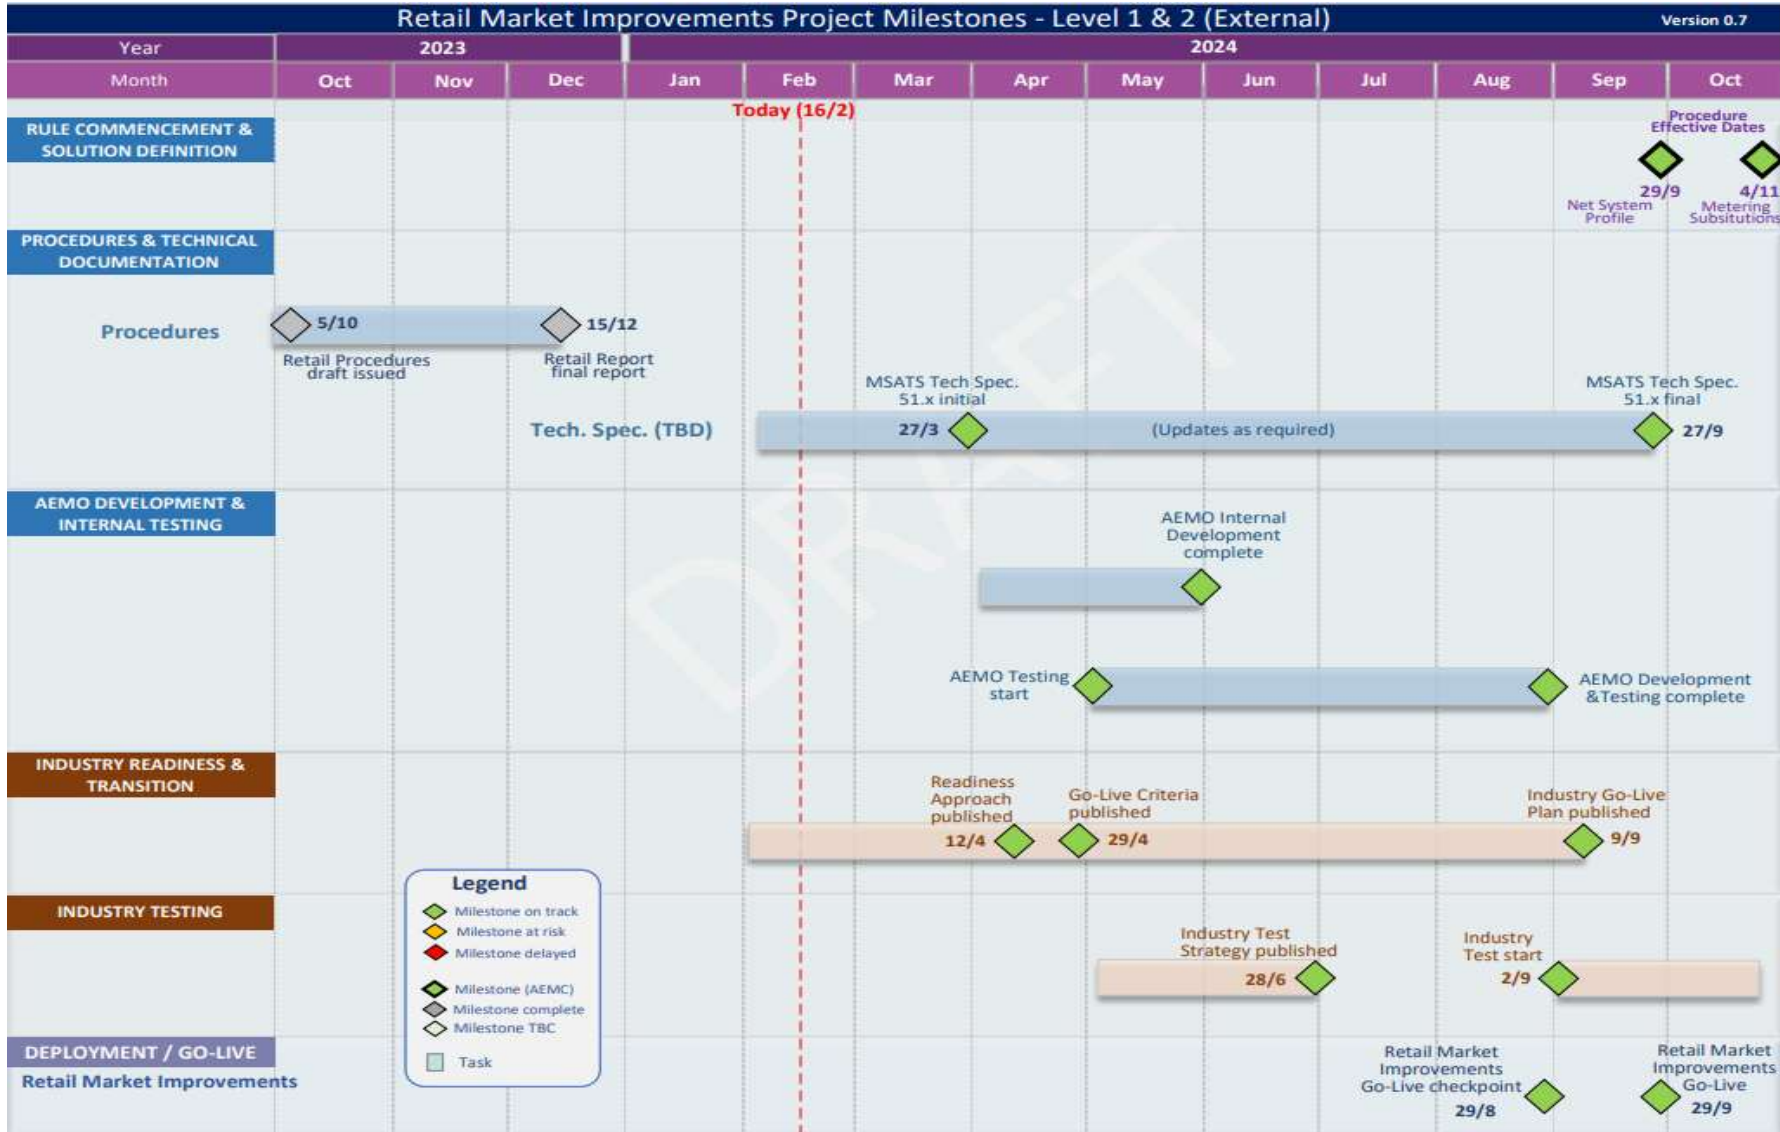 Retail Market Improvements Project Milestones - Level 1 & 2 (External)
Version 0.7
Year
2023
2024
Month
Oct
Nov
Dec
Jan
Feb
Mar
Apr
May
Jun
Jul
Aug
Sep
Oct
Today (16/2)
RULE COMMENCEMENT &
SOLUTION DEFINITION
Procedure
Effective Dates
29/9
4/11
Net System
Profile
Metering
Subsitutions
PROCEDURES & TECHNICAL
DOCUMENTATION
Procedures
5/10
15/12
Retail Procedures
draft issued
Retail Report
final report
MSATS Tech Spec.
51.x initial
MSATS Tech Spec.
51.x final
Tech. Spec. (TBD)
27/3
(Updates as required)
27/9
DRAFT
AEMO DEVELOPMENT &
INTERNAL TESTING
AEMO Internal
Development
complete
AEMO Testing
start
AEMO Development
&Testing complete
INDUSTRY READINESS &
TRANSITION
Readiness
Approach
published
12/4
Go-Live Criteria
published
29/4
Industry Go-Live
Plan published
9/9
Legend
Milestone on track
Milestone at risk
Milestone delayed
Milestone (AEMC)
Milestone complete
Milestone TBC
Task
INDUSTRY TESTING
Industry Test
Strategy published
28/6
Industry
Test start
2/9
DEPLOYMENT / GO-LIVE
Retail Market Improvements
Retail Market
Improvements
Go-Live checkpoint
29/8
Retail Market
Improvements
Go-Live
29/9